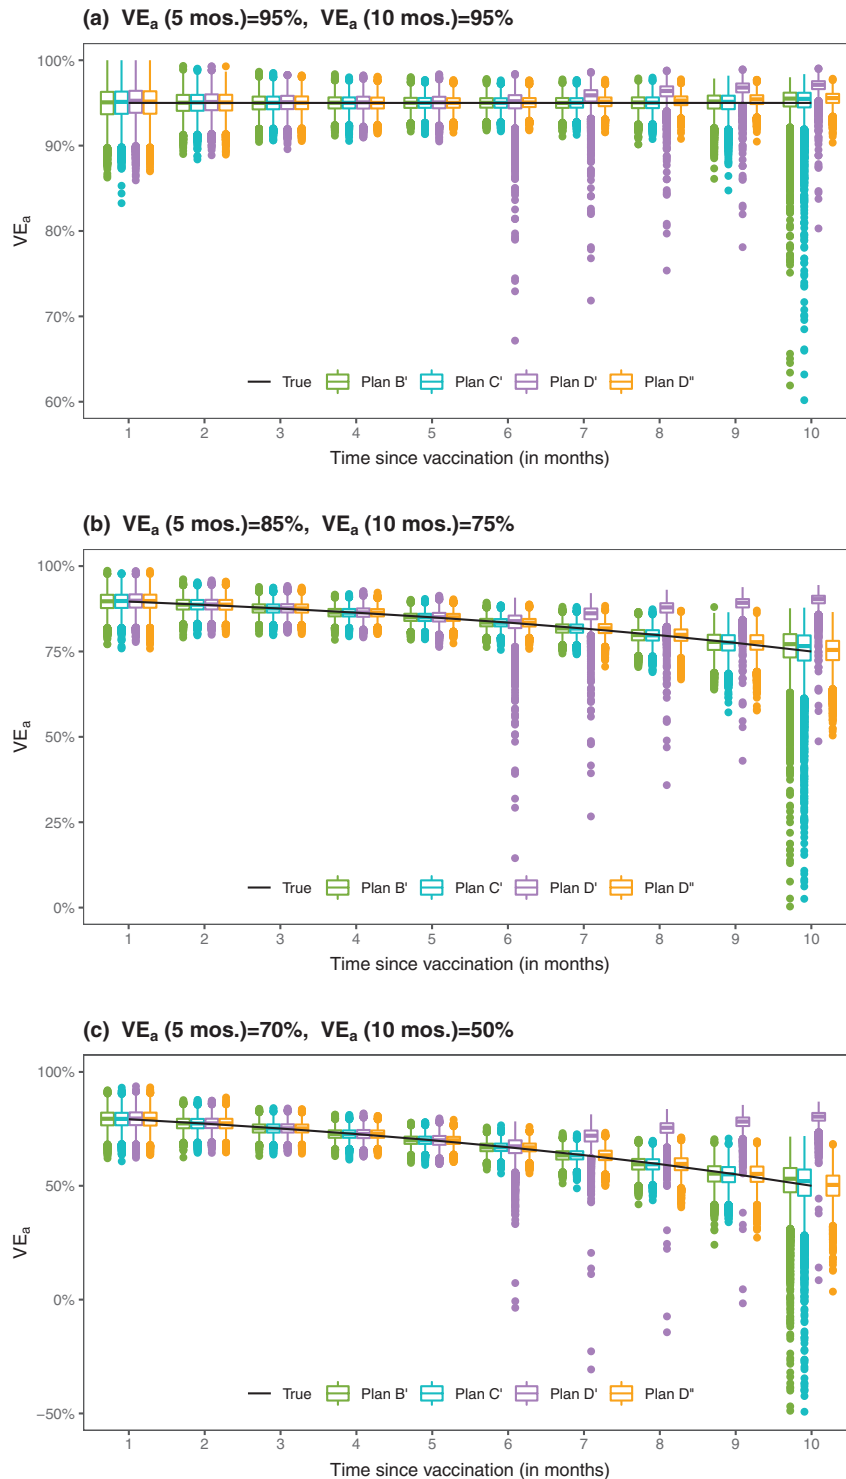 (a) VEa (5 mos.)=95%, VEa (10 mos.)=95%
100%
90%
80%
70%
60%
VEa
True Plan B' Plan C' Plan D' Plan D"
1 2 3 4 5 6 7 8 9 10
Time since vaccination (in months)
(b) VEa (5 mos.)=85%, VEa (10 mos.)=75%
100%
75%
50%
25%
0%
VEa
True Plan B' Plan C' Plan D' Plan D"
1 2 3 4 5 6 7 8 9 10
Time since vaccination (in months)
(c) VEa (5 mos.)=70%, VEa (10 mos.)=50%
100%
50%
0%
−50%
VEa
True Plan B' Plan C' Plan D' Plan D"
1 2 3 4 5 6 7 8 9 10
Time since vaccination (in months)